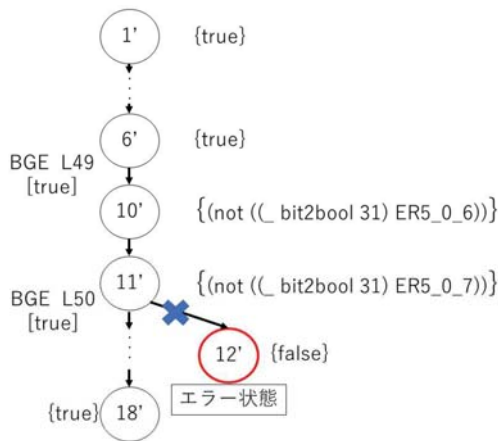 1' {true}
6' {true}
BGE L49
[true]
10' {(not ((_ bit2bool 31) ER5_0_6))}
11' {(not ((_ bit2bool 31) ER5_0_7))}
BGE L50
[true]
12' {false}
エラー状態
{true} 18'